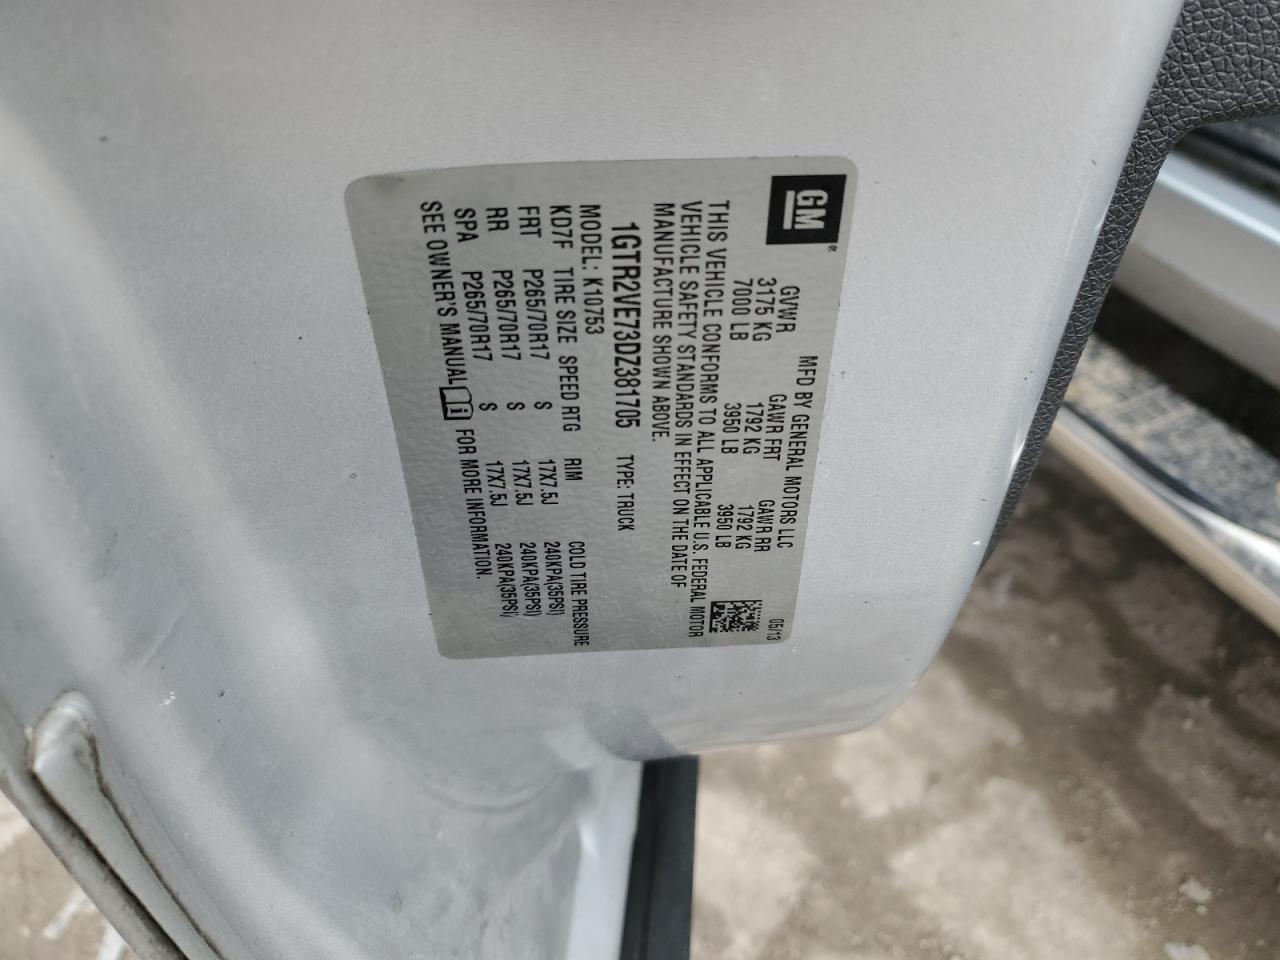 GM®
MFD BY GENERAL MOTORS LLC 05/13
GVWR GAWR FRT GAWR RR
3175 KG 1792 KG 1792 KG
7000 LB 3950 LB 3950 LB
THIS VEHICLE CONFORMS TO ALL APPLICABLE U.S. FEDERAL MOTOR
VEHICLE SAFETY STANDARDS IN EFFECT ON THE DATE OF
MANUFACTURE SHOWN ABOVE.
1GTR2VE73DZ381705 TYPE: TRUCK
MODEL: K10753
KD7F TIRE SIZE SPEED RTG RIM COLD TIRE PRESSURE
FRT P265/70R17 S 17X7.5J 240KPA(35PSI)
RR P265/70R17 S 17X7.5J 240KPA(35PSI)
SPA P265/70R17 S 17X7.5J 240KPA(35PSI)
SEE OWNER'S MANUAL FOR MORE INFORMATION.